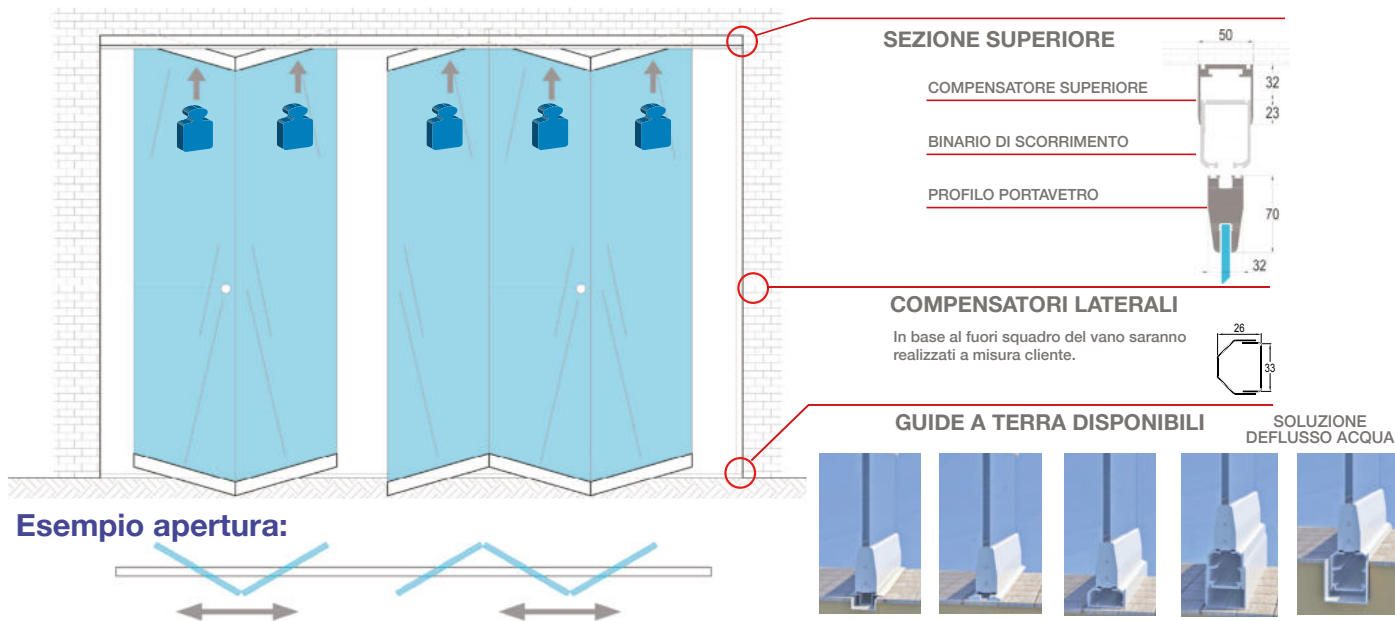 SEZIONE SUPERIORE
50
COMPENSATORE SUPERIORE
32
23
BINARIO DI SCORRIMENTO
PROFILO PORTAVETRO
70
32
COMPENSATORI LATERALI
In base al fuori squadro del vano saranno
realizzati a misura cliente.
26
33
GUIDE A TERRA DISPONIBILI
SOLUZIONE
DEFLUSSO ACQUA
Esempio apertura: